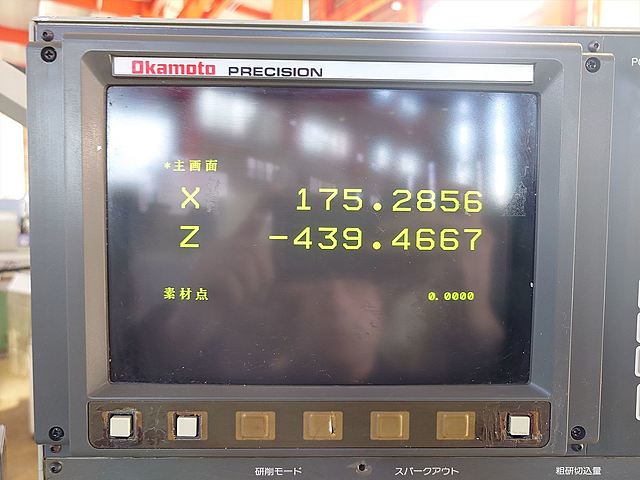 Okamoto PRECISION
PO
*主画面
X 175.2856
Z -439.4667
素材点 0.0000
研削モード スパークアウト 粗研切込量